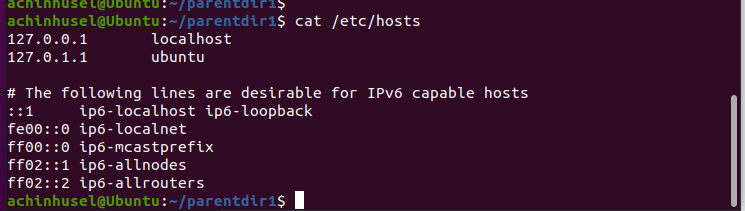 achinhusel@Ubuntu:~/parentdir1$
achinhusel@Ubuntu:~/parentdir1$ cat /etc/hosts
127.0.0.1       localhost
127.0.1.1       ubuntu

# The following lines are desirable for IPv6 capable hosts
::1     ip6-localhost ip6-loopback
fe00::0 ip6-localnet
ff00::0 ip6-mcastprefix
ff02::1 ip6-allnodes
ff02::2 ip6-allrouters
achinhusel@Ubuntu:~/parentdir1$